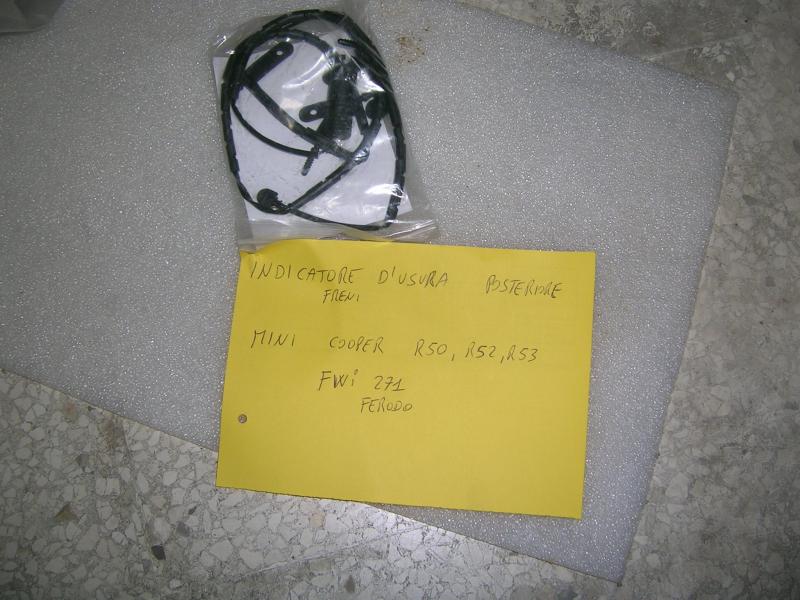 INDICATORE D'USURA POSTERIORE
FRENI
MINI COOPER R50, R52, R53
FWi 271
FERODO